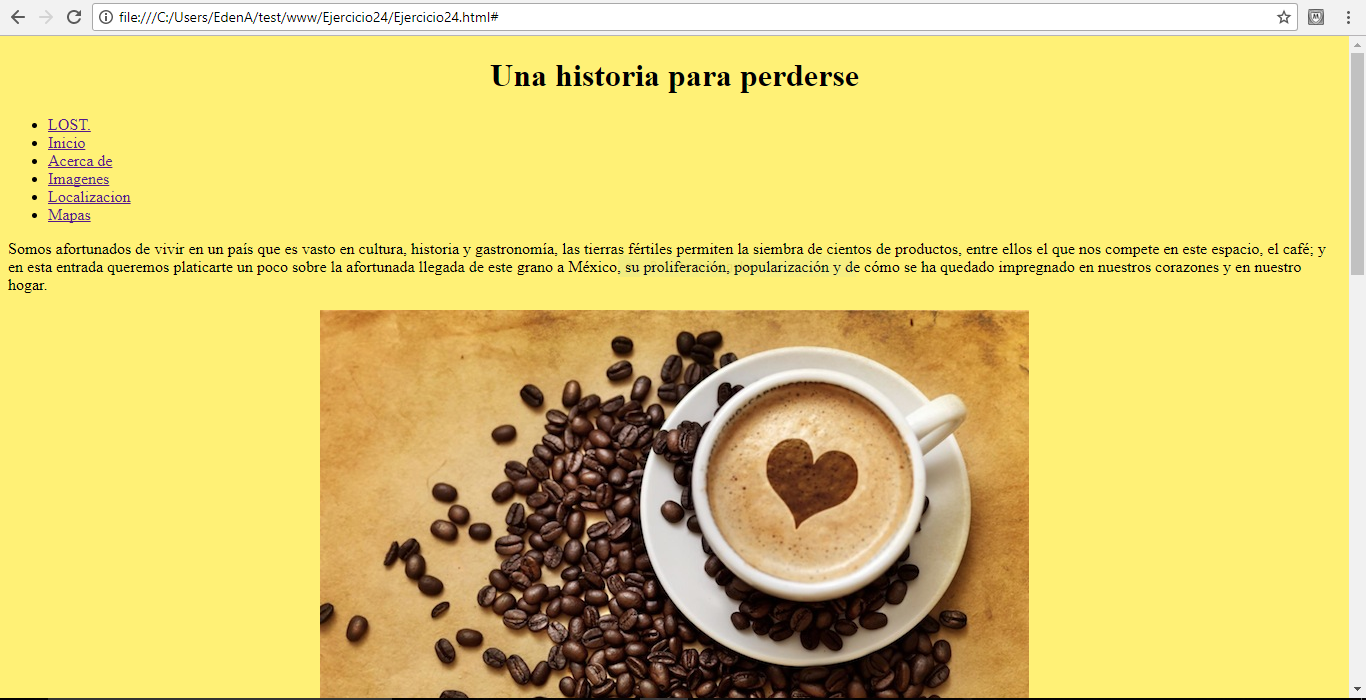 file:///C:/Users/EdenA/test/www/Ejercicio24/Ejercicio24.html#
Una historia para perderse
LOST.
Inicio
Acerca de
Imagenes
Localizacion
Mapas
Somos afortunados de vivir en un país que es vasto en cultura, historia y gastronomía, las tierras fértiles permiten la siembra de cientos de productos, entre ellos el que nos compete en este espacio, el café; y
en esta entrada queremos platicarte un poco sobre la afortunada llegada de este grano a México, su proliferación, popularización y de cómo se ha quedado impregnado en nuestros corazones y en nuestro
hogar.